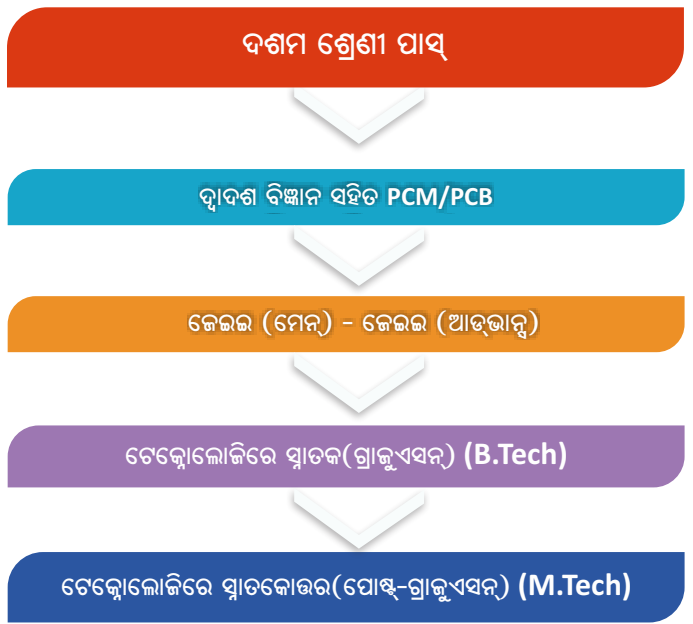 ଦଶମ ଶ୍ରେଣୀ ପାସ୍
ଦ୍ୱାଦଶ ବିଜ୍ଞାନ ସହିତ PCM/PCB
ଜେଇଇ (ମେନ୍) - ଜେଇଇ (ଆଡ୍‌ଭାନ୍ସ)
ଟେକ୍ନୋଲୋଜିରେ ସ୍ନାତକ(ଗ୍ରାଜୁଏସନ୍) (B.Tech)
ଟେକ୍ନୋଲୋଜିରେ ସ୍ନାତକୋତ୍ତର(ପୋଷ୍ଟ-ଗ୍ରାଜୁଏସନ୍) (M.Tech)